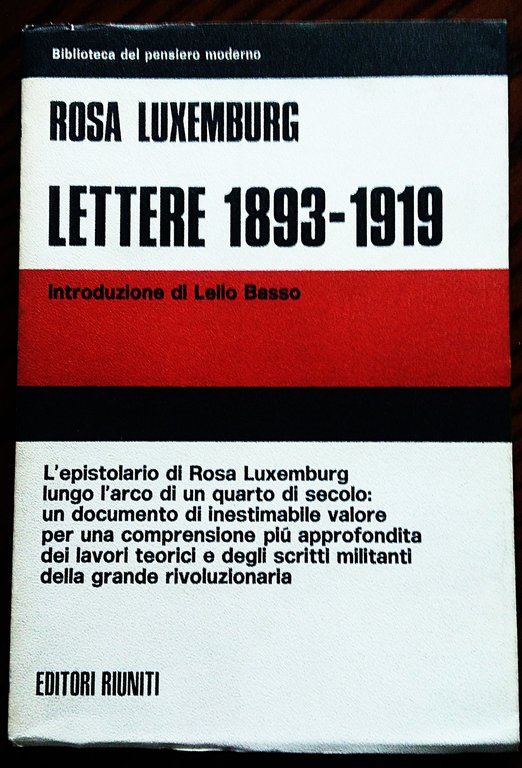 Biblioteca del pensiero moderno
ROSA LUXEMBURG
LETTERE 1893-1919
Introduzione di Lelio Basso
L'epistolario di Rosa Luxemburg
lungo l'arco di un quarto di secolo:
un documento di inestimabile valore
per una comprensione piú approfondita
dei lavori teorici e degli scritti militanti
della grande rivoluzionaria
EDITORI RIUNITI